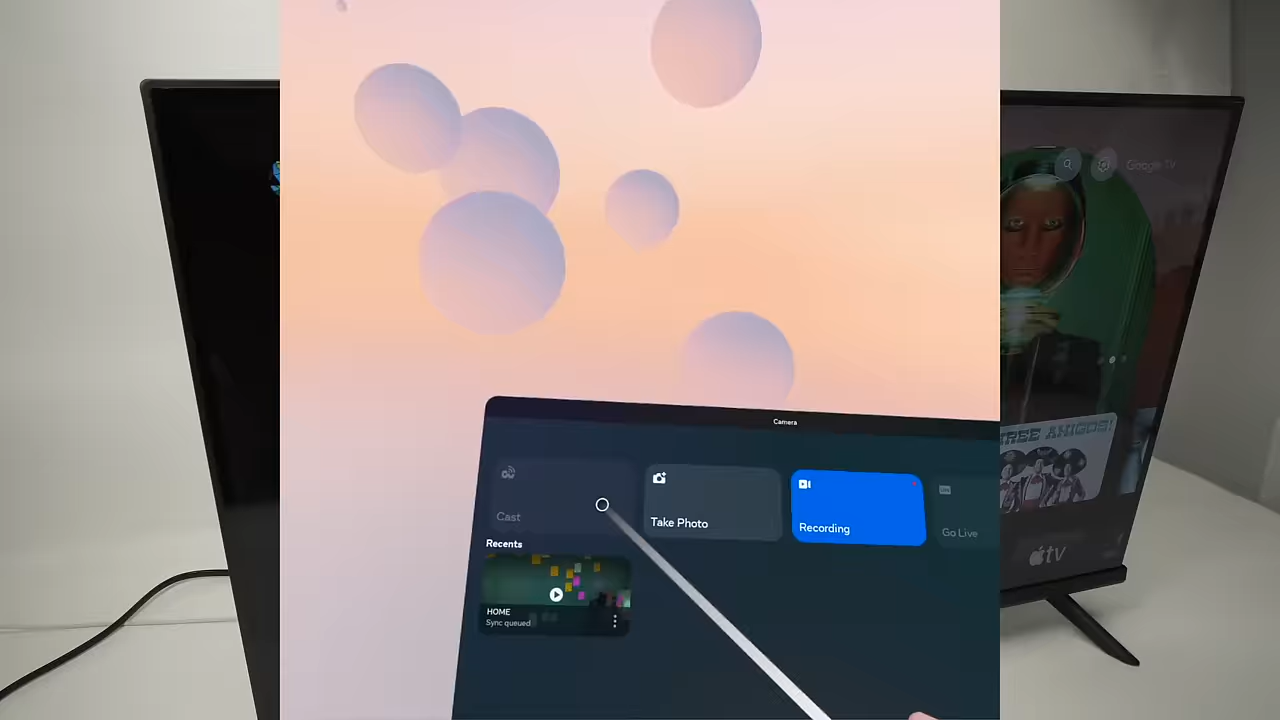 Google TV
THREE AMIGOS!
tv
Camera
Cast
Take Photo
Recording
Go Live
Recents
HOME
Sync queued